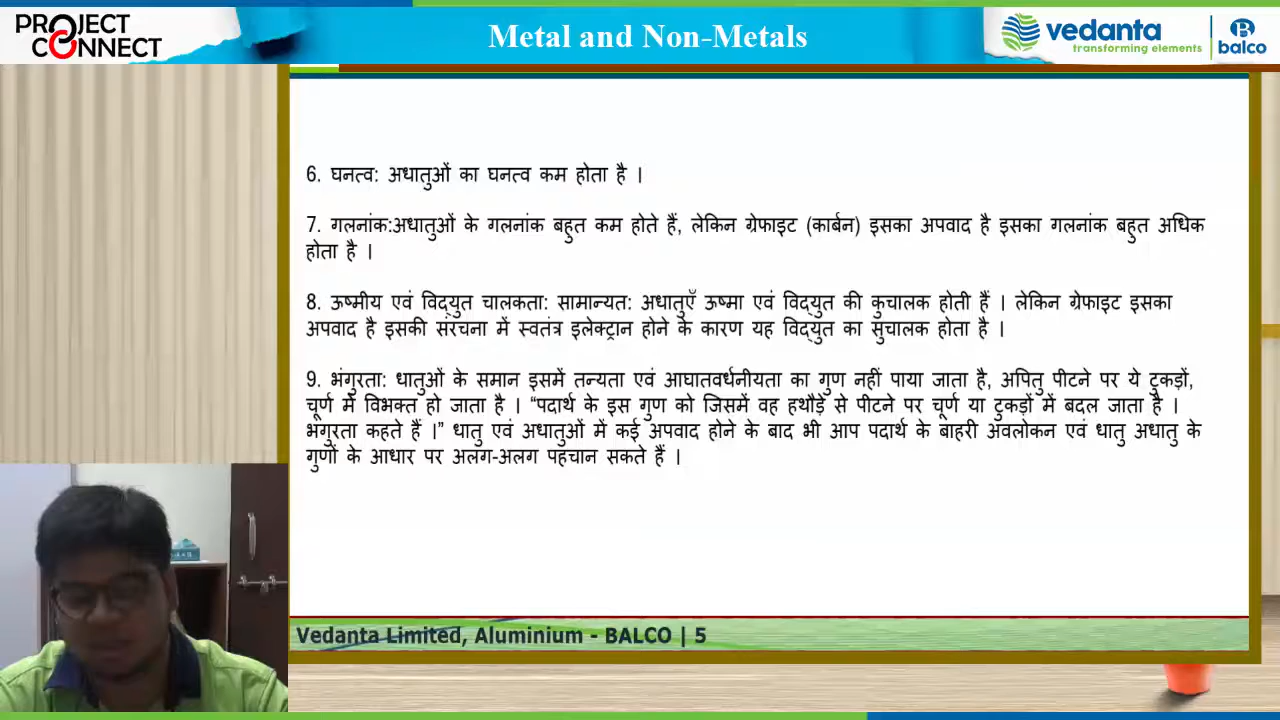 PROJECT
CONNECT
Metal and Non-Metals
vedanta
transforming elements
balco
6. घनत्व: अधातुओं का घनत्व कम होता है ।
7. गलनांक:अधातुओं के गलनांक बहुत कम होते हैं, लेकिन ग्रेफाइट (कार्बन) इसका अपवाद है इसका गलनांक बहुत अधिक
होता है ।
8. ऊष्मीय एवं विद्युत चालकता: सामान्यत: अधातुएँ ऊष्मा एवं विद्युत की कुचालक होती हैं । लेकिन ग्रेफाइट इसका
अपवाद है इसकी संरचना में स्वतंत्र इलेक्ट्रान होने के कारण यह विद्युत का सुचालक होता है ।
9. भंगुरता: धातुओं के समान इसमें तन्यता एवं आघातवर्धनीयता का गुण नहीं पाया जाता है, अपितु पीटने पर ये टुकड़ों,
चूर्ण में विभक्त हो जाता है । “पदार्थ के इस गुण को जिसमें वह हथौड़े से पीटने पर चूर्ण या टुकड़ों में बदल जाता है ।
भंगुरता कहते हैं ।” धातु एवं अधातुओं में कई अपवाद होने के बाद भी आप पदार्थ के बाहरी अवलोकन एवं धातु अधातु के
गुणों के आधार पर अलग-अलग पहचान सकते हैं ।
Vedanta Limited, Aluminium - BALCO | 5